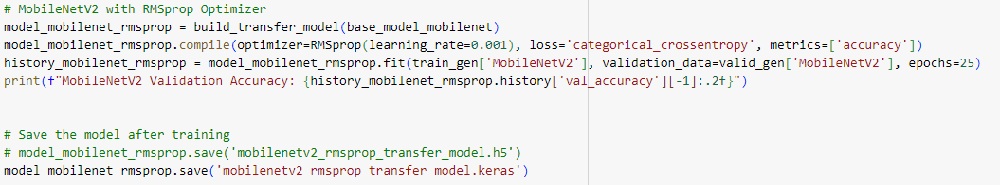 # MobileNetV2 with RMSprop Optimizer
model_mobilenet_rmsprop = build_transfer_model(base_model_mobilenet)
model_mobilenet_rmsprop.compile(optimizer=RMSprop(learning_rate=0.001), loss='categorical_crossentropy', metrics=['accuracy'])
history_mobilenet_rmsprop = model_mobilenet_rmsprop.fit(train_gen['MobileNetV2'], validation_data=valid_gen['MobileNetV2'], epochs=25)
print(f"MobileNetV2 Validation Accuracy: {history_mobilenet_rmsprop.history['val_accuracy'][-1]:.2f}")
# Save the model after training
# model_mobilenet_rmsprop.save('mobilenetv2_rmsprop_transfer_model.h5')
model_mobilenet_rmsprop.save('mobilenetv2_rmsprop_transfer_model.keras')